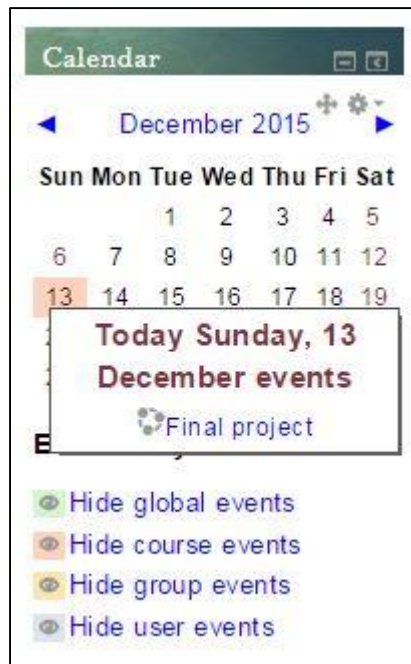 Calendar
December 2015
Sun Mon Tue Wed Thu Fri Sat
1 2 3 4 5
6 7 8 9 10 11 12
13 14 15 16 17 18 19
Today Sunday, 13
December events
Final project
Hide global events
Hide course events
Hide group events
Hide user events